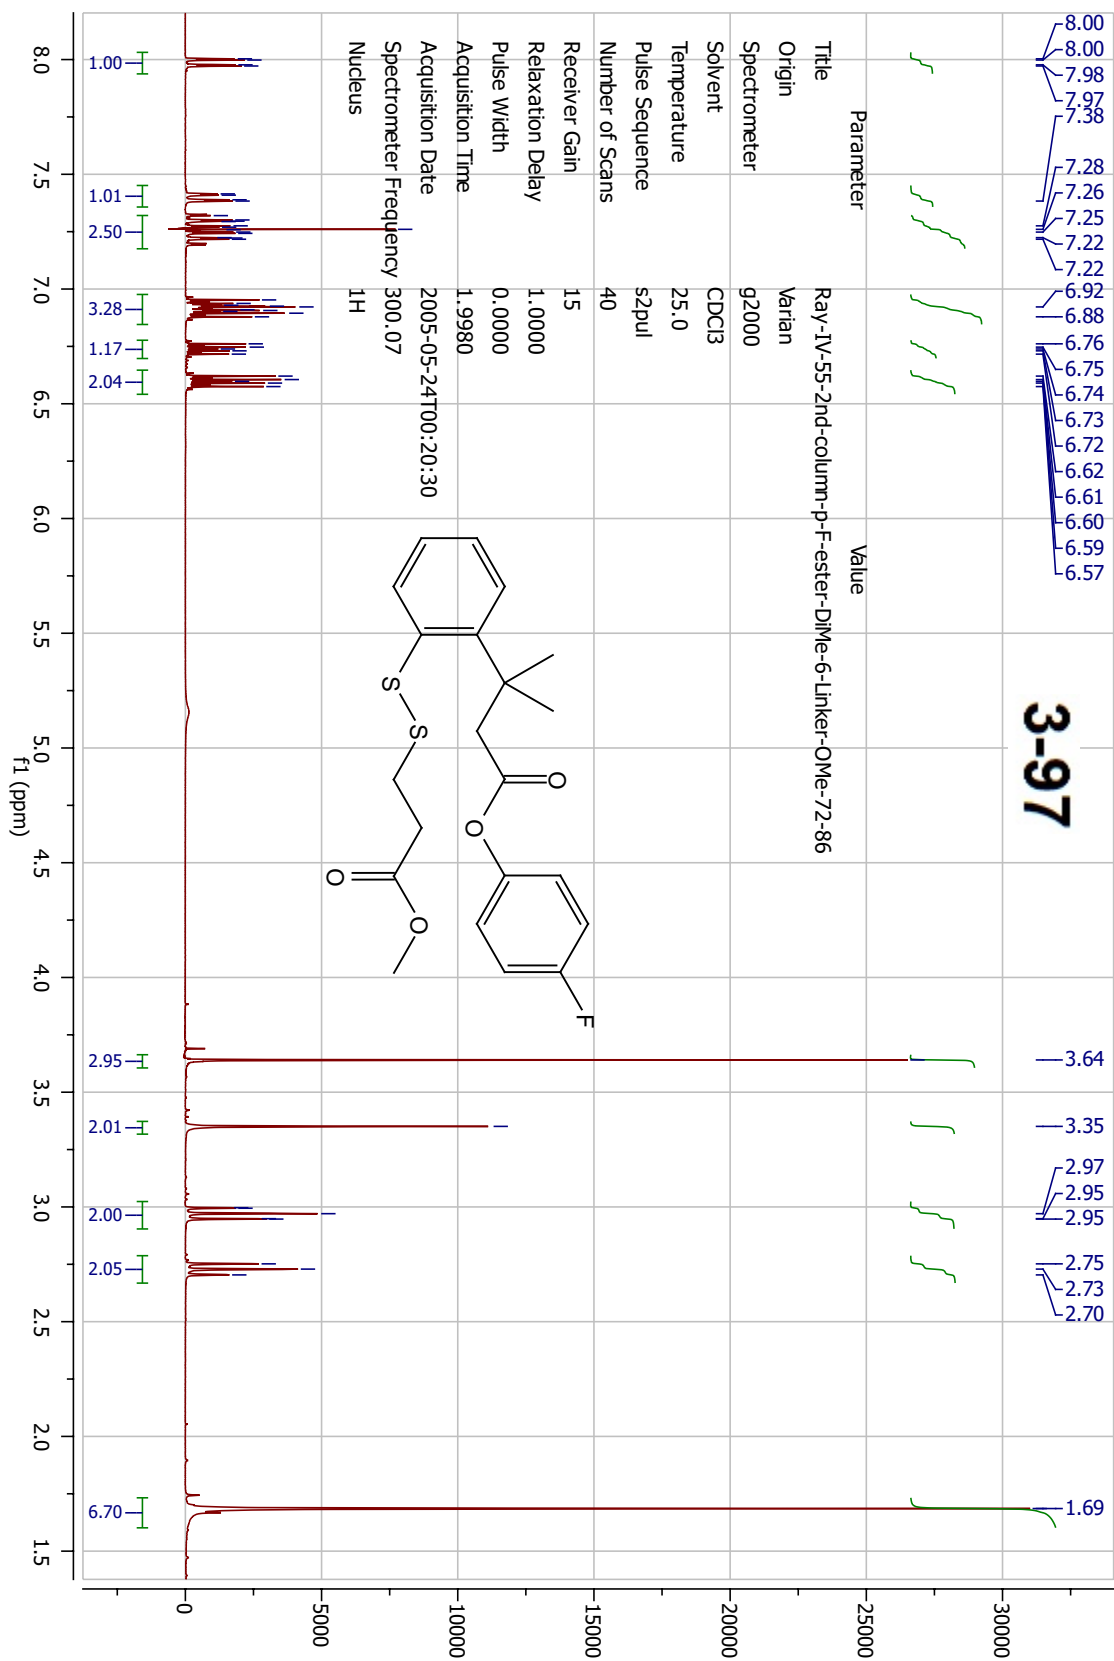 3-97
8.00
8.00
7.98
7.97
7.38
7.28
7.26
7.25
7.22
7.22
6.92
6.88
6.76
6.75
6.74
6.73
6.72
6.62
6.61
6.60
6.59
6.57
3.64
3.35
2.97
2.95
2.95
2.75
2.73
2.70
1.69
Parameter Value
Title Ray-IV-55-2nd-column-p-F-ester-DiMe-6-Linker-OMe-72-86
Origin Varian
Spectrometer g2000
Solvent CDCl3
Temperature 25.0
Pulse Sequence s2pul
Number of Scans 40
Receiver Gain 15
Relaxation Delay 1.0000
Pulse Width 0.0000
Acquisition Time 1.9980
Acquisition Date 2005-05-24T00:20:30
Spectrometer Frequency 300.07
Nucleus 1H
F
O
O
S
S
O
O
30000
25000
20000
15000
10000
5000
0
1.00
1.01
2.50
3.28
1.17
2.04
2.95
2.01
2.00
2.05
6.70
8.0 7.5 7.0 6.5 6.0 5.5 5.0 4.5 4.0 3.5 3.0 2.5 2.0 1.5
f1 (ppm)